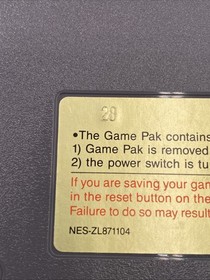 29
•The Game Pak contains
1) Game Pak is removed
2) the power switch is tu
If you are saving your gam
in the reset button on the
Failure to do so may result
NES-ZL871104